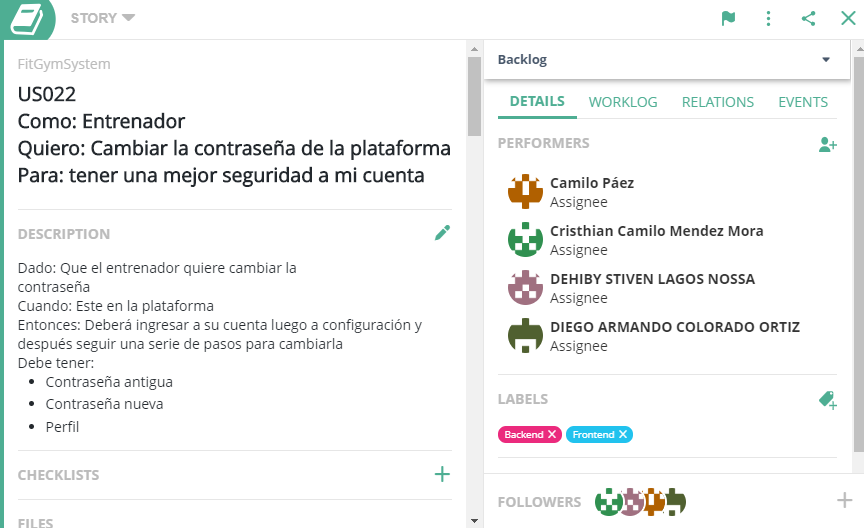 STORY
FitGymSystem
US022
Como: Entrenador
Quiero: Cambiar la contraseña de la plataforma
Para: tener una mejor seguridad a mi cuenta
DESCRIPTION
Dado: Que el entrenador quiere cambiar la
contraseña
Cuando: Este en la plataforma
Entonces: Deberá ingresar a su cuenta luego a configuración y
después seguir una serie de pasos para cambiarla
Debe tener:
• Contraseña antigua
• Contraseña nueva
• Perfil
CHECKLISTS
FILES
Backlog
DETAILS WORKLOG RELATIONS EVENTS
PERFORMERS
Camilo Páez
Assignee
Cristhian Camilo Mendez Mora
Assignee
DEHIBY STIVEN LAGOS NOSSA
Assignee
DIEGO ARMANDO COLORADO ORTIZ
Assignee
LABELS
Backend X Frontend X
FOLLOWERS